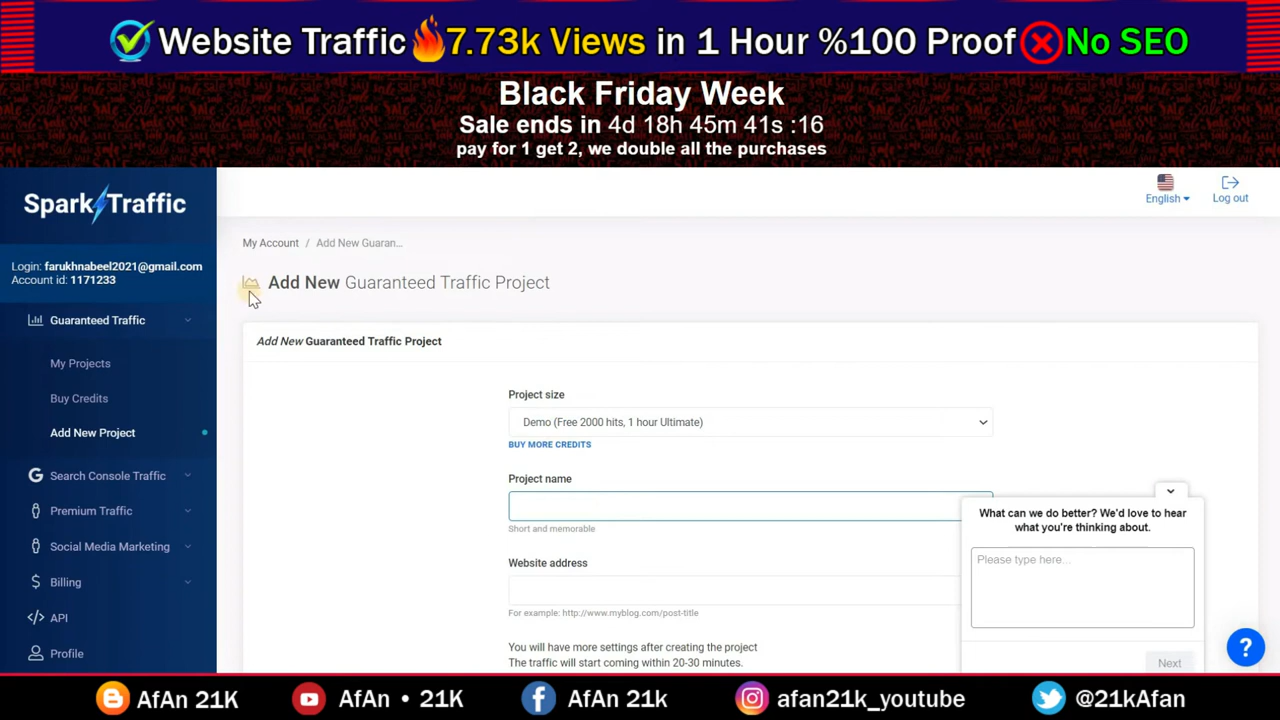 Website Traffic 7.73k Views in 1 Hour %100 Proof No SEO
Black Friday Week
Sale ends in 4d 18h 45m 41s :16
pay for 1 get 2, we double all the purchases
Spark Traffic
English
Log out
Login: farukhnabeel2021@gmail.com
Account id: 1171233
Guaranteed Traffic
My Projects
Buy Credits
Add New Project
Search Console Traffic
Premium Traffic
Social Media Marketing
Billing
API
Profile
My Account / Add New Guaran...
Add New Guaranteed Traffic Project
Add New Guaranteed Traffic Project
Project size
Demo (Free 2000 hits, 1 hour Ultimate)
BUY MORE CREDITS
Project name
Short and memorable
Website address
For example: http://www.myblog.com/post-title
You will have more settings after creating the project
The traffic will start coming within 20-30 minutes.
What can we do better? We'd love to hear
what you're thinking about.
Please type here...
Next
?
AfAn 21K
AfAn • 21K
AfAn 21k
afan21k_youtube
@21kAfan